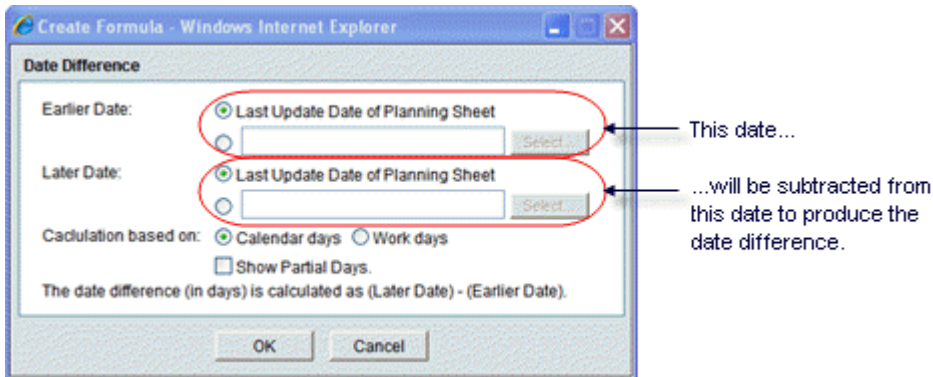 Create Formula - Windows Internet Explorer
Date Difference
Earlier Date:
Last Update Date of Planning Sheet
Select...
This date...
Later Date:
Last Update Date of Planning Sheet
Select...
...will be subtracted from
this date to produce the
date difference.
Caclulation based on:
Calendar days
Work days
Show Partial Days.
The date difference (in days) is calculated as (Later Date) - (Earlier Date).
OK
Cancel